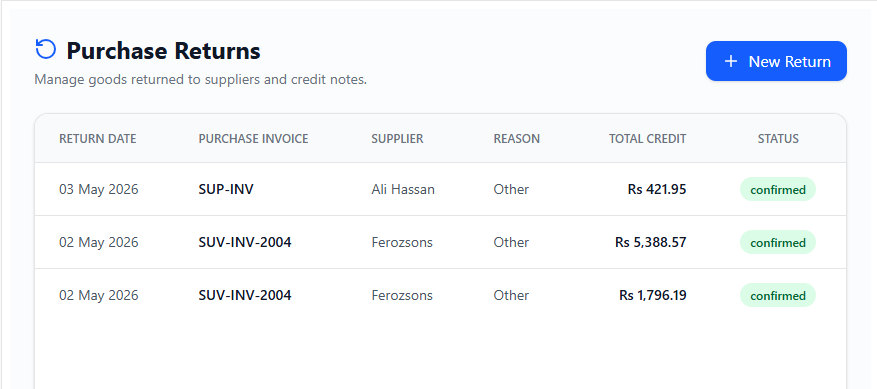 Purchase Returns
Manage goods returned to suppliers and credit notes.
+ New Return
RETURN DATE PURCHASE INVOICE SUPPLIER REASON TOTAL CREDIT STATUS
03 May 2026 SUP-INV Ali Hassan Other Rs 421.95 confirmed
02 May 2026 SUV-INV-2004 Ferozsons Other Rs 5,388.57 confirmed
02 May 2026 SUV-INV-2004 Ferozsons Other Rs 1,796.19 confirmed